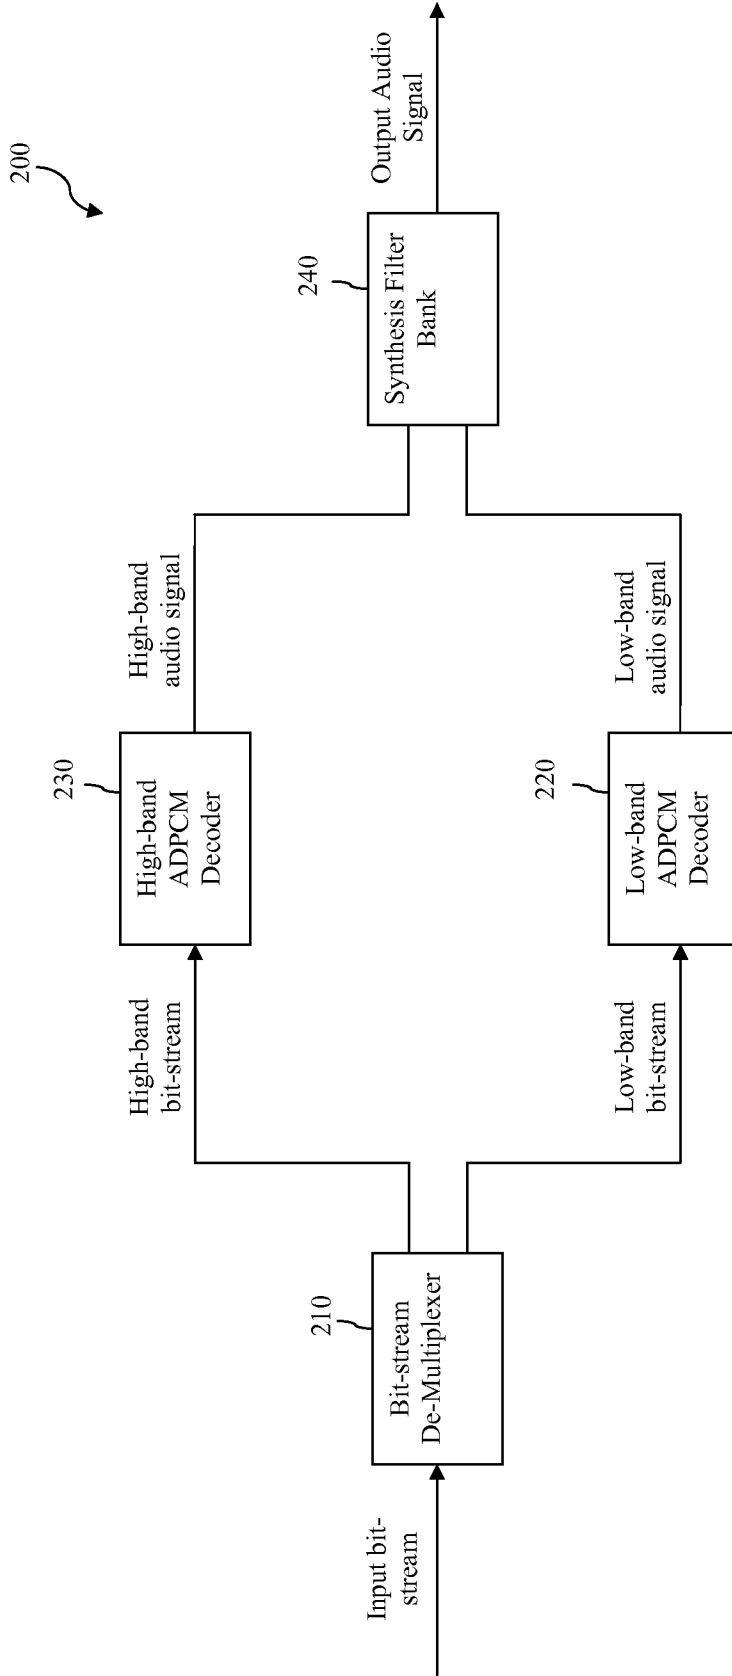 200
Input bit-
stream
210
Bit-stream
De-Multiplexer
High-band
bit-stream
230
High-band
ADPCM
Decoder
High-band
audio signal
Low-band
bit-stream
220
Low-band
ADPCM
Decoder
Low-band
audio signal
240
Synthesis Filter
Bank
Output Audio
Signal